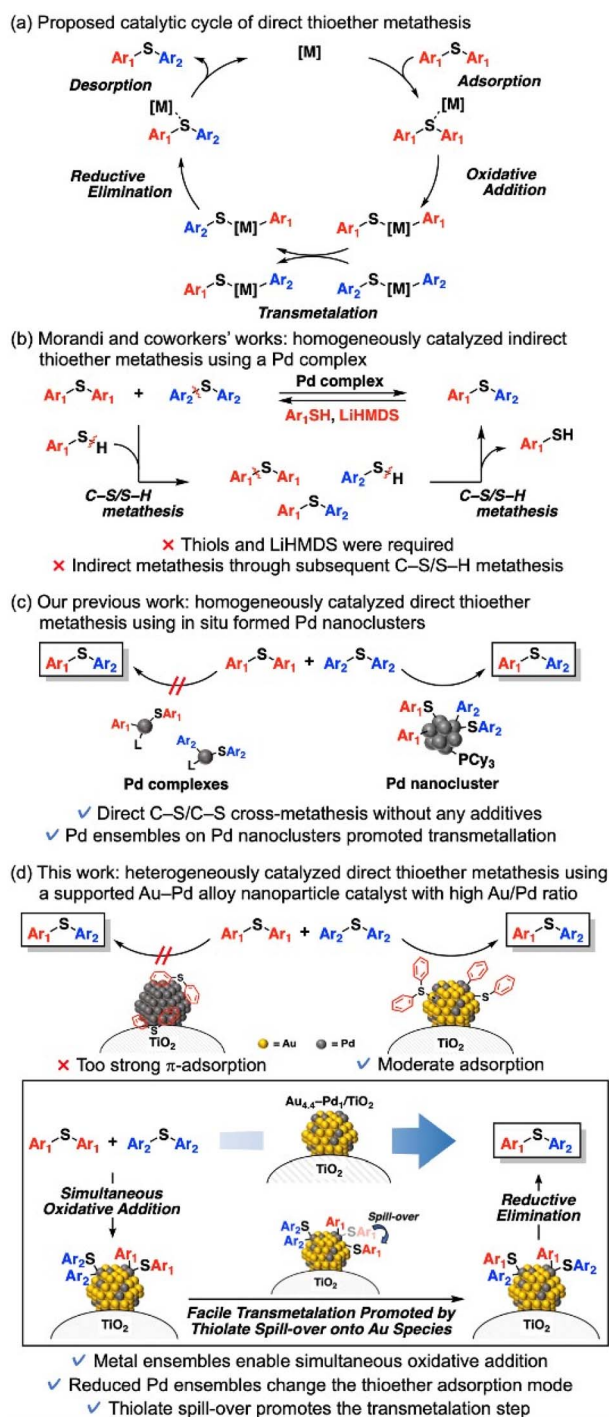 (a) Proposed catalytic cycle of direct thioether metathesis
Ar1 S Ar2
[M]
Ar1 S Ar1
Desorption
Adsorption
[M]
Ar1 S Ar2
[M]
Ar1 S Ar1
Reductive
Elimination
Oxidative
Addition
Ar2 S [M] Ar1
Ar1 S [M] Ar1
Ar1 S [M] Ar2
Ar2 S [M] Ar2
Transmetalation
(b) Morandi and coworkers' works: homogeneously catalyzed indirect
thioether metathesis using a Pd complex
Ar1 S Ar1 + Ar2 S Ar2
Pd complex
Ar1SH, LiHMDS
Ar1 S Ar2
Ar1 S H
Ar1 SH
C–S/S–H
metathesis
Ar1 S Ar1
Ar2 S H
Ar1 S Ar2
C–S/S–H
metathesis
× Thiols and LiHMDS were required
× Indirect metathesis through subsequent C–S/S–H metathesis
(c) Our previous work: homogeneously catalyzed direct thioether
metathesis using in situ formed Pd nanoclusters
Ar1 S Ar2
Ar1 S Ar1 + Ar2 S Ar2
Ar1 S Ar2
Ar1 SAr1
L
Ar2 SAr2
L
Pd complexes
Ar1S Ar2
Ar1 SAr2
PCy3
Pd nanocluster
✓ Direct C–S/C–S cross-metathesis without any additives
✓ Pd ensembles on Pd nanoclusters promoted transmetallation
(d) This work: heterogeneously catalyzed direct thioether metathesis using
a supported Au–Pd alloy nanoparticle catalyst with high Au/Pd ratio
Ar1 S Ar2
Ar1 S Ar1 + Ar2 S Ar2
Ar1 S Ar2
S
S
TiO2
= Au = Pd
S
S
TiO2
× Too strong π-adsorption
✓ Moderate adsorption
Ar1 S Ar1 + Ar2 S Ar2
Au4.4–Pd1/TiO2
TiO2
Ar1 S Ar2
Simultaneous
Oxidative Addition
Reductive
Elimination
Ar2S Ar1 SAr1
Ar2
TiO2
Spill-over
Ar2S Ar1 SAr1
Ar2 SAr1
TiO2
Ar2S Ar1 SAr1
Ar2
TiO2
Facile Transmetalation Promoted by
Thiolate Spill-over onto Au Species
✓ Metal ensembles enable simultaneous oxidative addition
✓ Reduced Pd ensembles change the thioether adsorption mode
✓ Thiolate spill-over promotes the transmetalation step